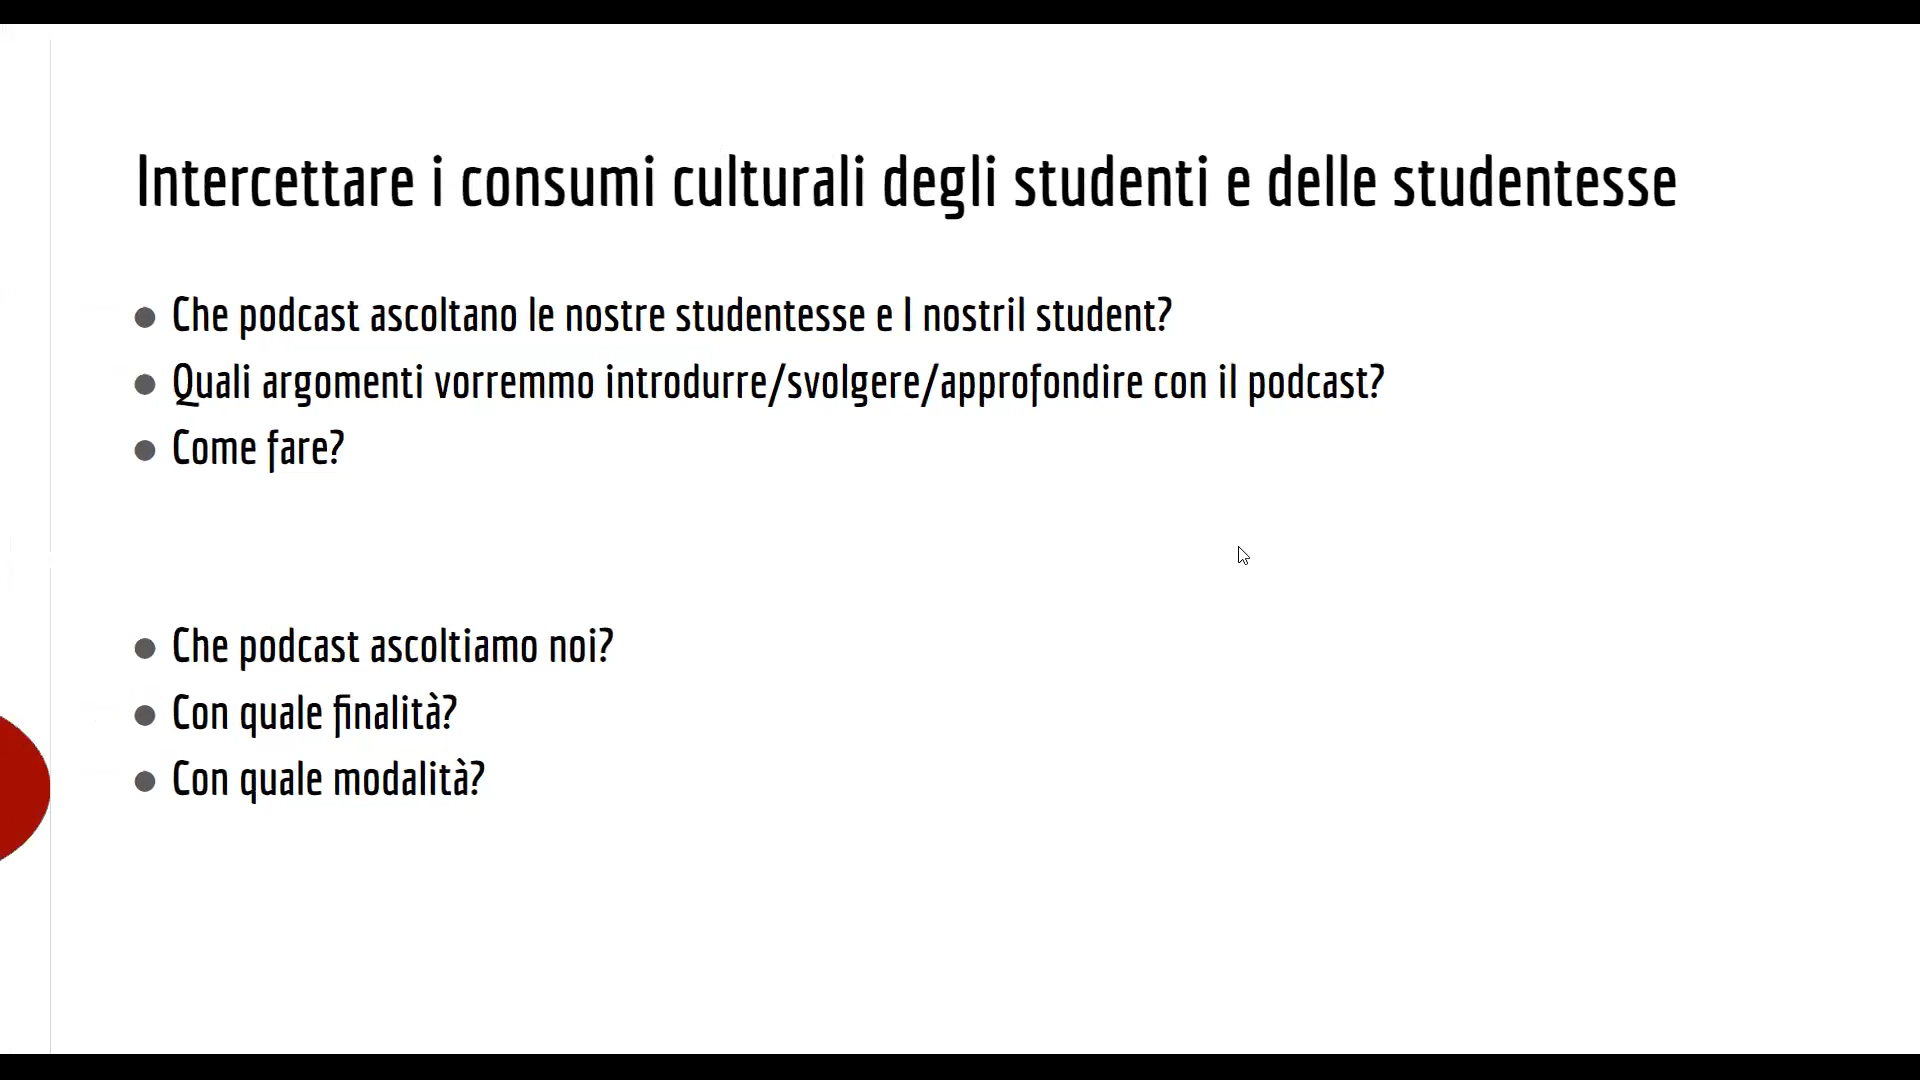 Intercettare i consumi culturali degli studenti e delle studentesse
● Che podcast ascoltano le nostre studentesse e I nostril student?
● Quali argomenti vorremmo introdurre/svolgere/approfondire con il podcast?
● Come fare?
● Che podcast ascoltiamo noi?
● Con quale finalità?
● Con quale modalità?